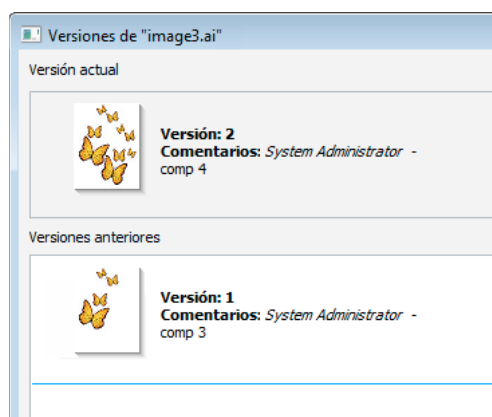 Versiones de "image3.ai"
Versión actual
Versión: 2
Comentarios: System Administrator -
comp 4
Versiones anteriores
Versión: 1
Comentarios: System Administrator -
comp 3